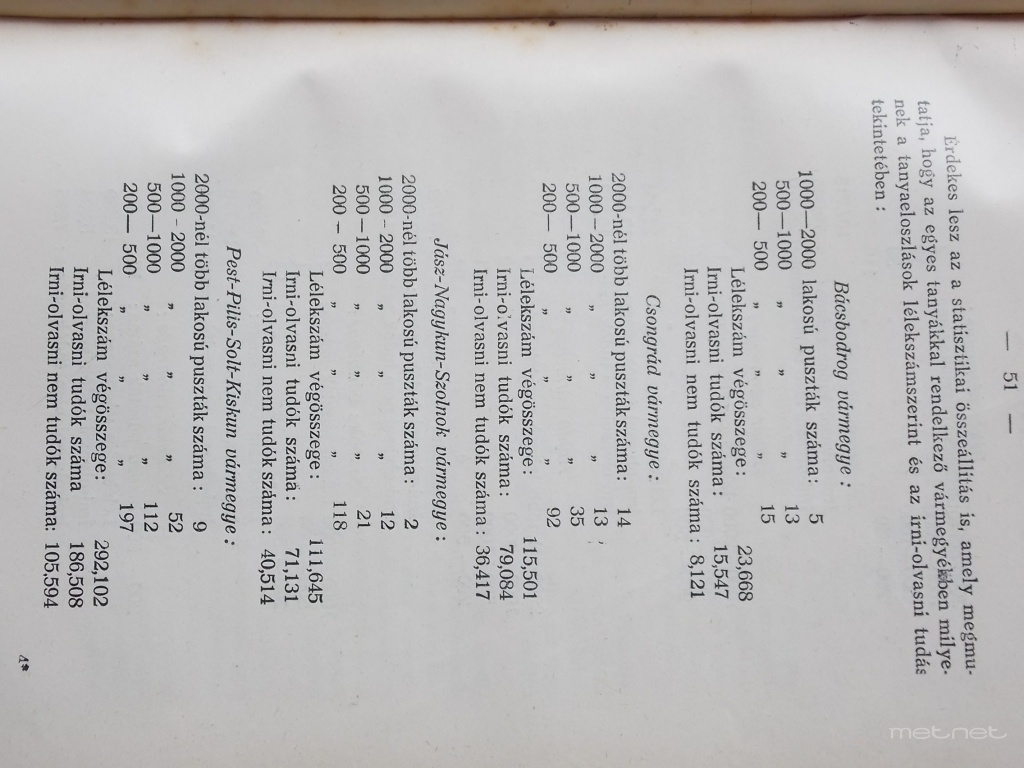 — 51 —
Érdekes lesz az a statisztikai összeállítás is, amely megmu-
tatja, hogy az egyes tanyákkal rendelkező vármegyékben milye-
nek a tanyaeloszlások lélekszámszerint és az irni-olvasni tudás
tekintetében :
Bácsbodrog vármegye :
1000—2000 lakosú puszták száma : 5
500—1000 „ „ 13
200— 500 „ „ 15
Lélekszám végösszege : 23,668
Irni-olvasni tudók száma : 15,547
Irni-olvasni nem tudók száma : 8,121
Csongrád vármegye :
2000-nél több lakosú puszták száma : 14
1000—2000 „ „ „ 13
500—1000 „ „ „ 35
200— 500 „ „ „ 92
Lélekszám végösszege : 115,501
Irni-olvasni tudók száma : 79,084
Irni-olvasni nem tudók száma : 36,417
Jász-Nagykun-Szolnok vármegye :
2000-nél több lakosú puszták száma : 2
1000 - 2000 „ „ „ 12
500—1000 „ „ „ 21
200 — 500 „ „ „ 118
Lélekszám végösszege : 111,645
Irni-olvasni tudók száma : 71,131
Irni-olvasni nem tudók száma : 40,514
Pest-Pilis-Solt-Kiskun vármegye :
2000-nél több lakosú puszták száma : 9
1000 - 2000 „ „ „ 52
500—1000 „ „ „ 112
200— 500 „ „ „ 197
Lélekszám végösszege : 292,102
Irni-olvasni tudók száma 186,508
Irni-olvasni nem tudók száma : 105.594
4*
metnet